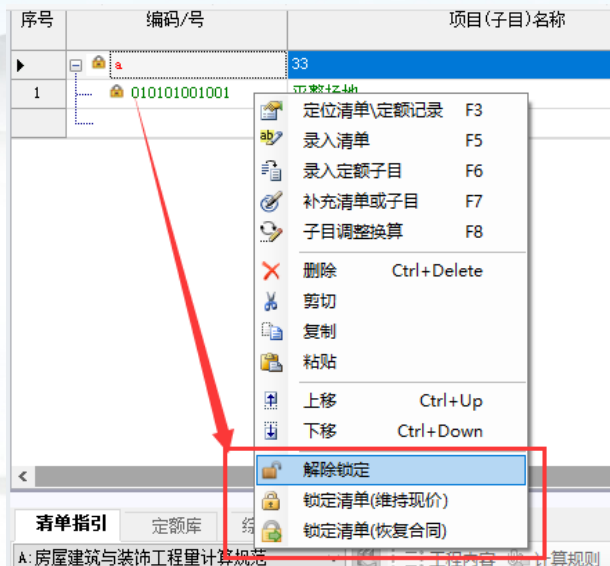 序号 编码/号 项目(子目)名称
a 33
1 010101001001 平整场地
定位清单\定额记录 F3
录入清单 F5
录入定额子目 F6
补充清单或子目 F7
子目调整换算 F8
删除 Ctrl+Delete
剪切
复制
粘贴
上移 Ctrl+Up
下移 Ctrl+Down
解除锁定
锁定清单(维持现价)
锁定清单(恢复合同)
清单指引 定额库
A:房屋建筑与装饰工程量计算规范 工程内容 计算规则